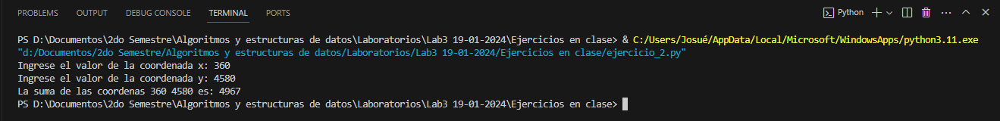 PROBLEMS OUTPUT DEBUG CONSOLE TERMINAL PORTS Python
PS D:\Documentos\2do Semestre\Algoritmos y estructuras de datos\Laboratorios\Lab3 19-01-2024\Ejercicios en clase> & C:/Users/Josué/AppData/Local/Microsoft/WindowsApps/python3.11.exe
"d:/Documentos/2do Semestre/Algoritmos y estructuras de datos/Laboratorios/Lab3 19-01-2024/Ejercicios en clase/ejercicio_2.py"
Ingrese el valor de la coordenada x: 360
Ingrese el valor de la coordenada y: 4580
La suma de las coordenas 360 4580 es: 4967
PS D:\Documentos\2do Semestre\Algoritmos y estructuras de datos\Laboratorios\Lab3 19-01-2024\Ejercicios en clase>